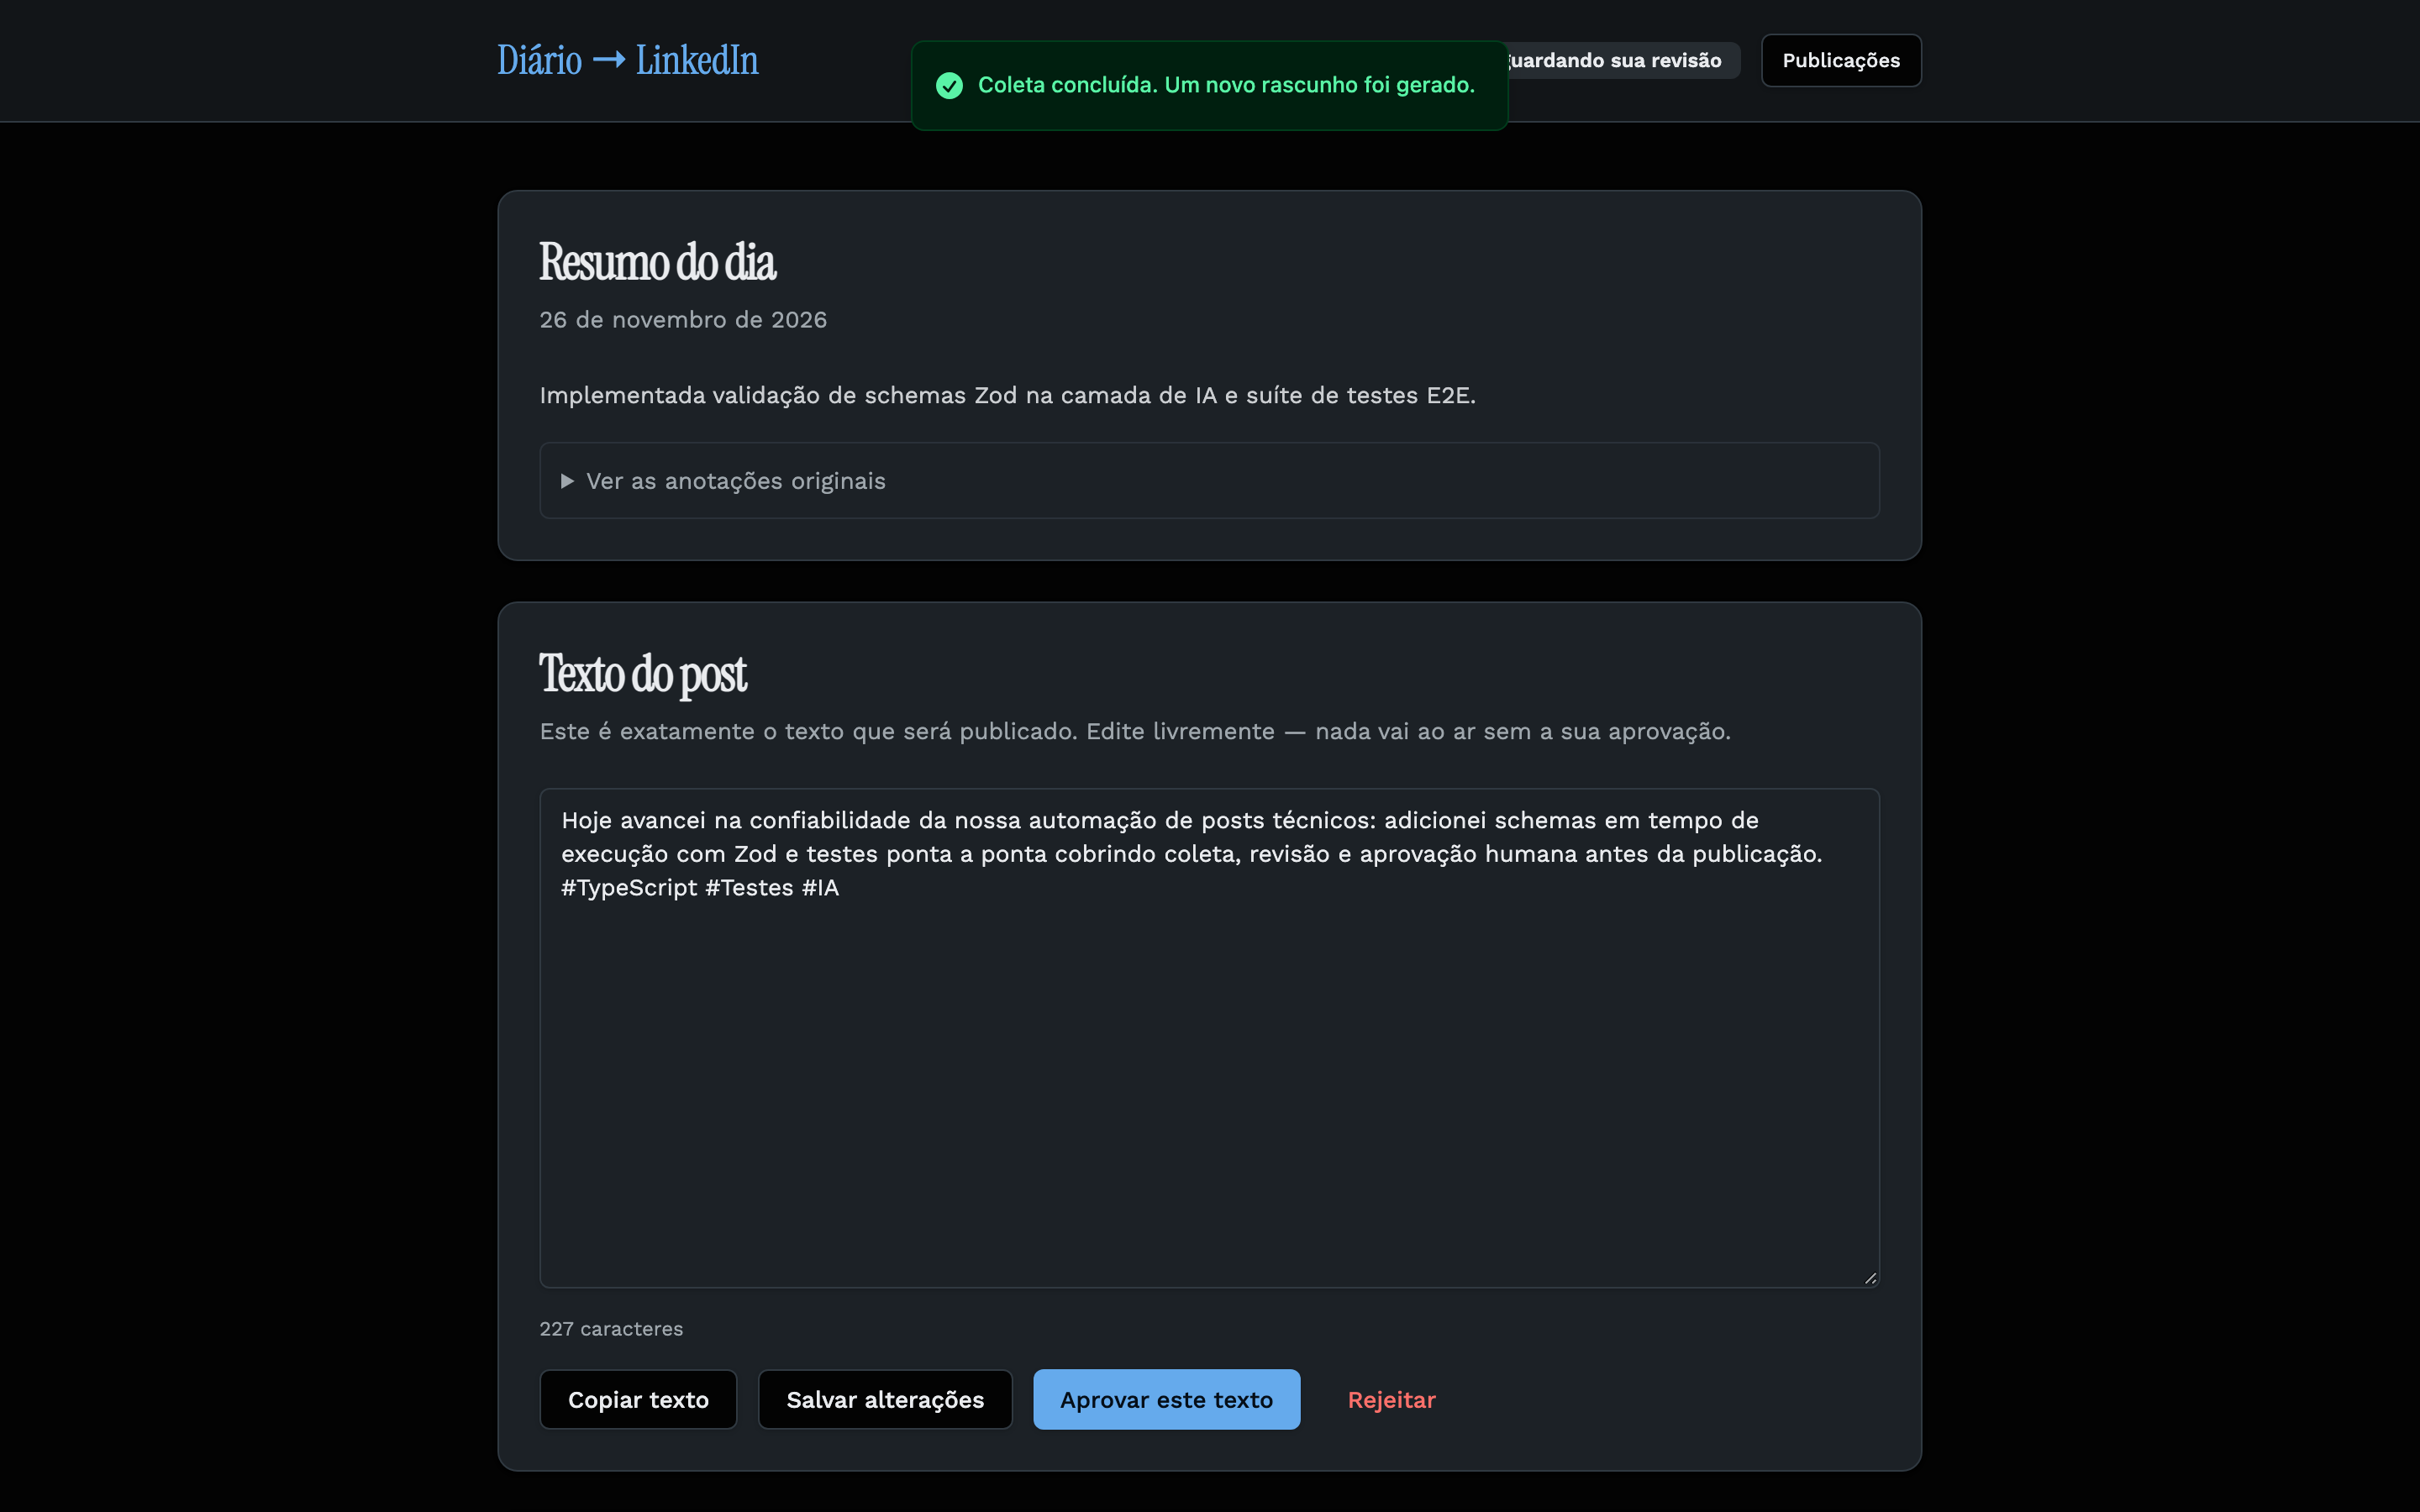 Diário → LinkedIn
Coleta concluída. Um novo rascunho foi gerado.
sua revisão
Publicações
Resumo do dia
26 de novembro de 2026
Implementada validação de schemas Zod na camada de IA e suíte de testes E2E.
Ver as anotações originais
Texto do post
Este é exatamente o texto que será publicado. Edite livremente — nada vai ao ar sem a sua aprovação.
Hoje avancei na confiabilidade da nossa automação de posts técnicos: adicionei schemas em tempo de
execução com Zod e testes ponta a ponta cobrindo coleta, revisão e aprovação humana antes da publicação.
#TypeScript #Testes #IA
227 caracteres
Copiar texto
Salvar alterações
Aprovar este texto
Rejeitar